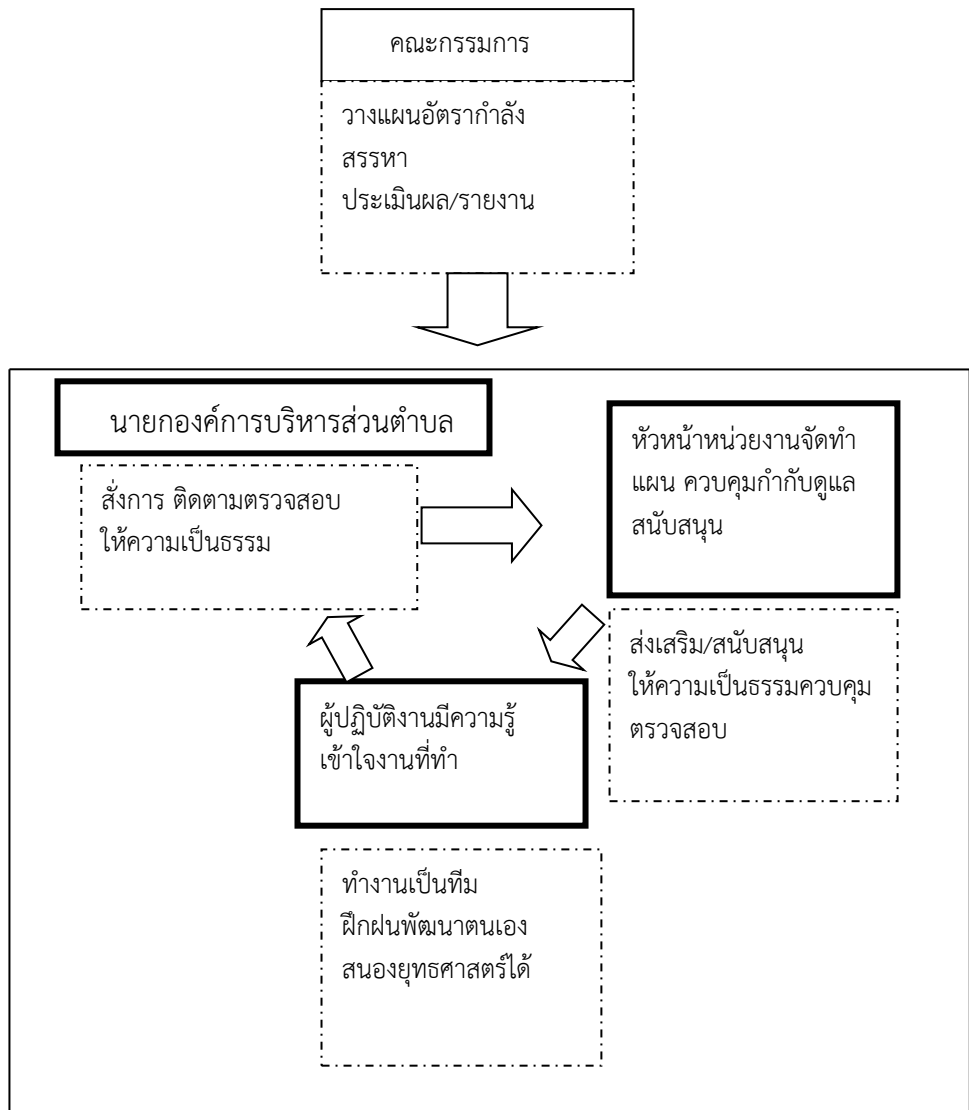 คณะกรรมการ
วางแผนอัตรากำลัง
สรรหา
ประเมินผล/รายงาน
นายกองค์การบริหารส่วนตำบล
สั่งการ ติดตามตรวจสอบ
ให้ความเป็นธรรม
หัวหน้าหน่วยงานจัดทำ
แผน ควบคุมกำกับดูแล
สนับสนุน
ส่งเสริม/สนับสนุน
ให้ความเป็นธรรมควบคุม
ตรวจสอบ
ผู้ปฏิบัติงานมีความรู้
เข้าใจงานที่ทำ
ทำงานเป็นทีม
ฝึกฝนพัฒนาตนเอง
สนองยุทธศาสตร์ได้